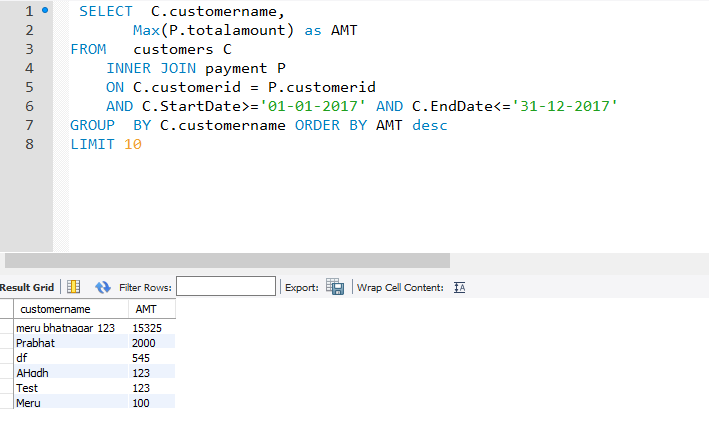 1 SELECT C.customername,
2 Max(P.totalamount) as AMT
3 FROM customers C
4 INNER JOIN payment P
5 ON C.customerid = P.customerid
6 AND C.StartDate>='01-01-2017' AND C.EndDate<='31-12-2017'
7 GROUP BY C.customername ORDER BY AMT desc
8 LIMIT 10
Result Grid Filter Rows: Export: Wrap Cell Content: IA
customername AMT
meru bhatnagar 123 15325
Prabhat 2000
df 545
AHgdh 123
Test 123
Meru 100